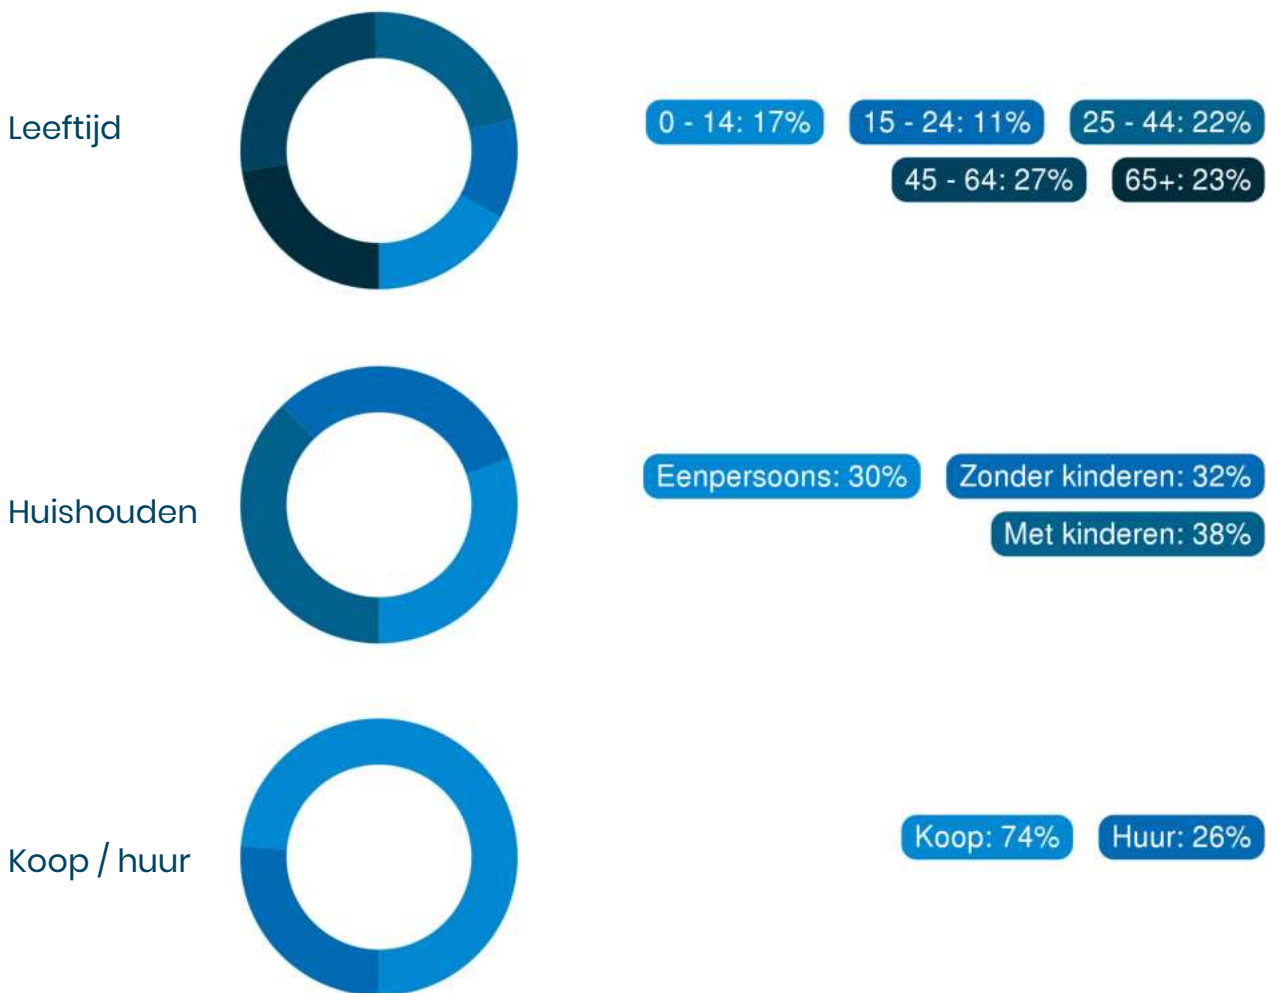 Leeftijd
0 - 14: 17% 15 - 24: 11% 25 - 44: 22%
45 - 64: 27% 65+: 23%
Huishouden
Eenpersoons: 30% Zonder kinderen: 32%
Met kinderen: 38%
Koop / huur
Koop: 74% Huur: 26%